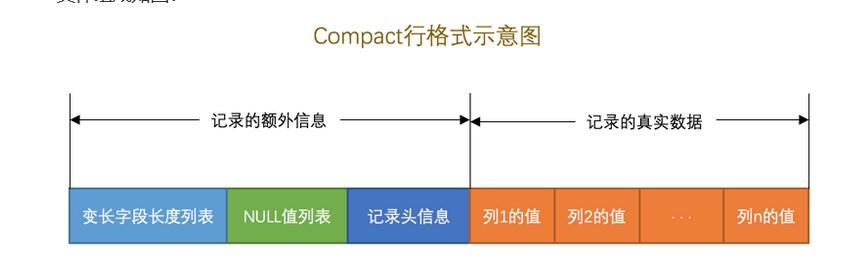 Compact行格式示意图
记录的额外信息 记录的真实数据
变长字段长度列表 NULL值列表 记录头信息 列1的值 列2的值 ... 列n的值